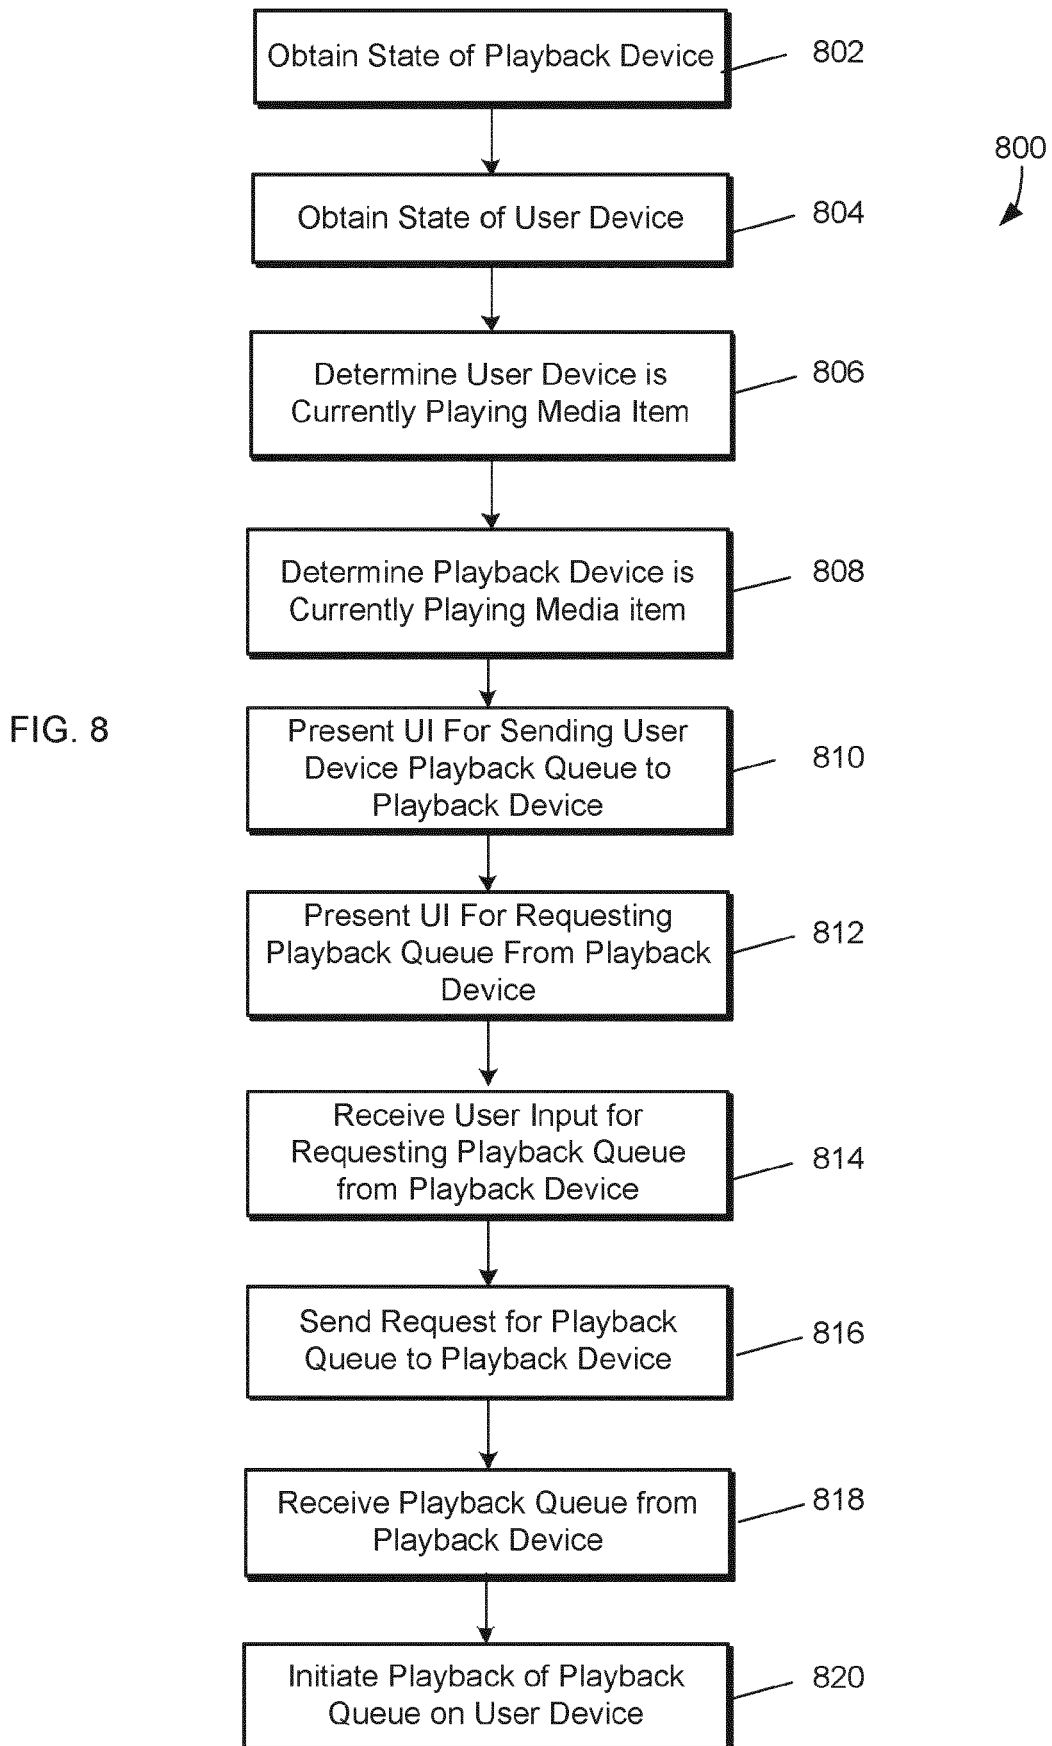 Obtain State of Playback Device
802
800
Obtain State of User Device
804
Determine User Device is
Currently Playing Media Item
806
Determine Playback Device is
Currently Playing Media item
808
FIG. 8
Present UI For Sending User
Device Playback Queue to
Playback Device
810
Present UI For Requesting
Playback Queue From Playback
Device
812
Receive User Input for
Requesting Playback Queue
from Playback Device
814
Send Request for Playback
Queue to Playback Device
816
Receive Playback Queue from
Playback Device
818
Initiate Playback of Playback
Queue on User Device
820